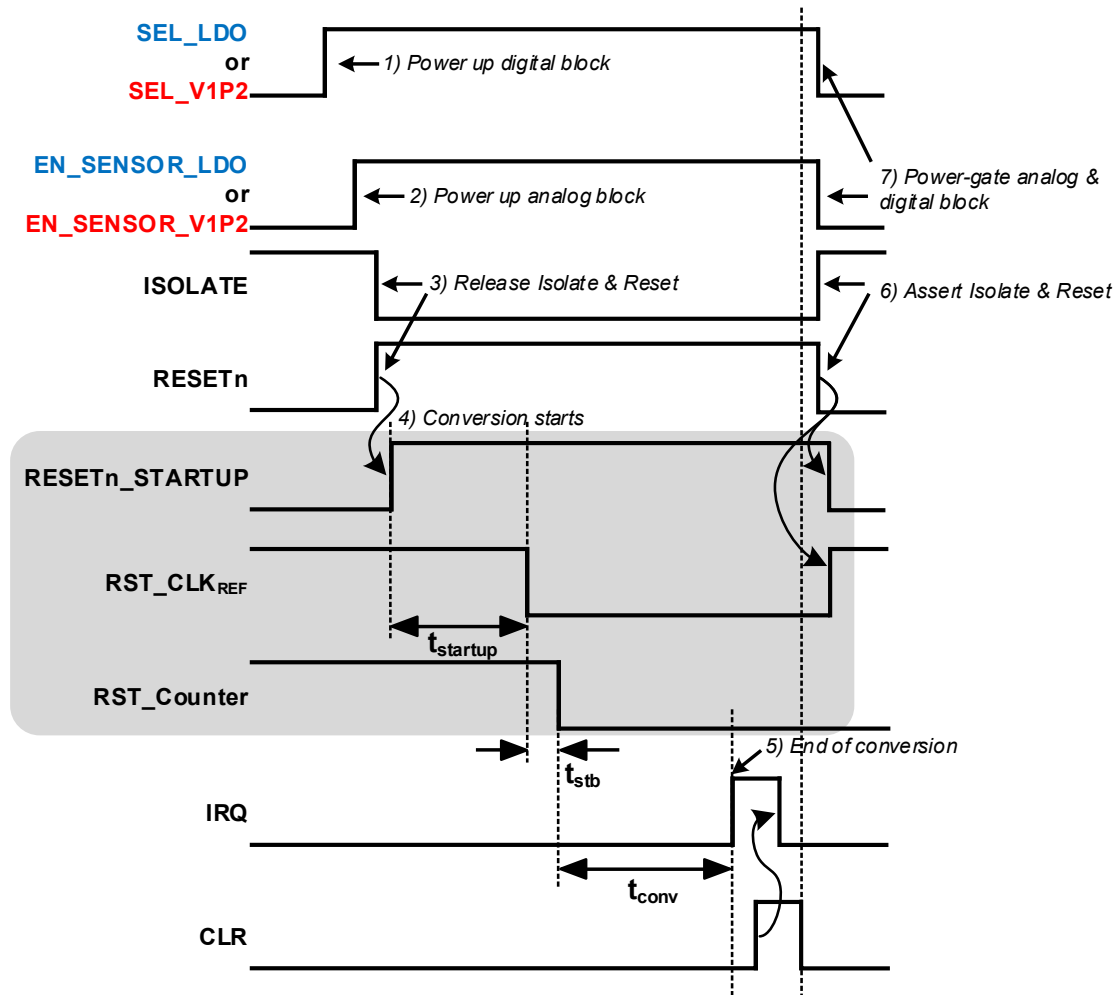 SEL_LDO
or
SEL_V1P2
1) Power up digital block
EN_SENSOR_LDO
or
EN_SENSOR_V1P2
2) Power up analog block
7) Power-gate analog &
digital block
ISOLATE
3) Release Isolate & Reset
6) Assert Isolate & Reset
RESETn
4) Conversion starts
RESETn_STARTUP
RST_CLKREF
tstartup
RST_Counter
5) End of conversion
tstb
IRQ
tconv
CLR